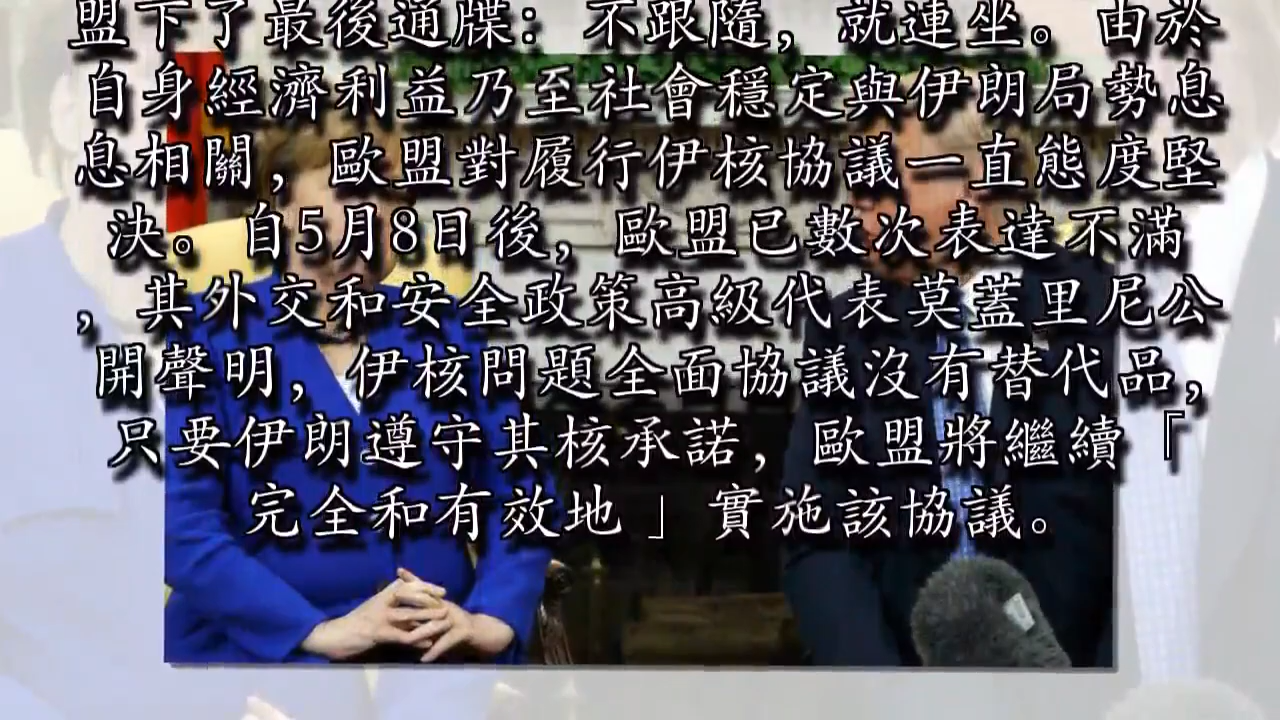 盟下了最後通牒：不跟隨，就連坐。由於
自身經濟利益乃至社會穩定與伊朗局勢息
息相關，歐盟對履行伊核協議一直態度堅
決。自5月8日後，歐盟已數次表達不滿
，其外交和安全政策高級代表莫蓋里尼公
開聲明，伊核問題全面協議沒有替代品，
只要伊朗遵守其核承諾，歐盟將繼續「
完全和有效地」實施該協議。